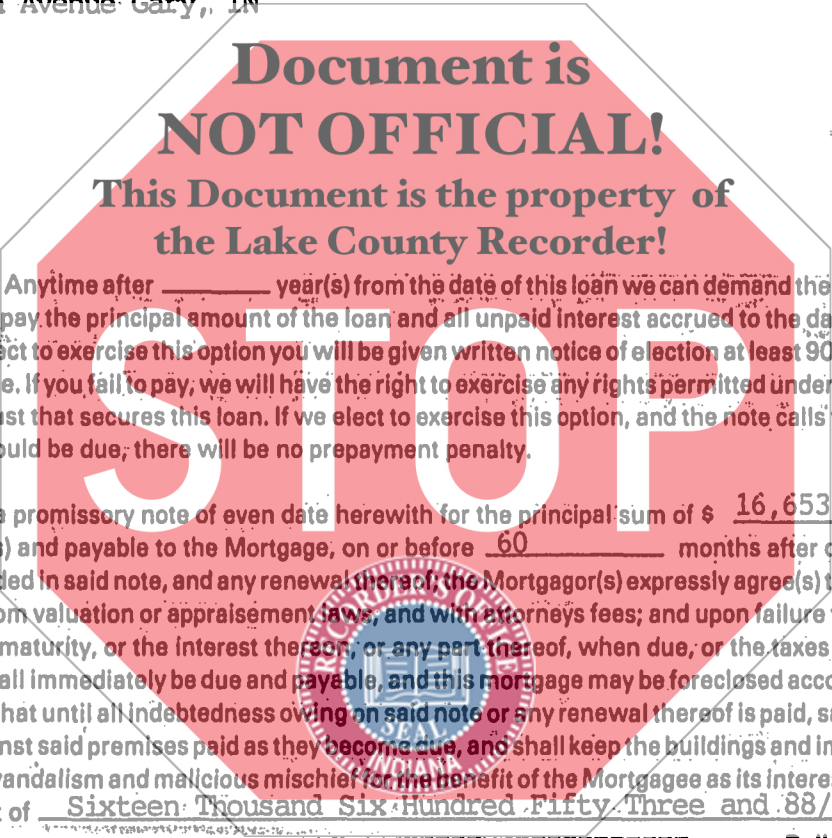 Avenue Gary, IN
Document is
NOT OFFICIAL!
This Document is the property of
the Lake County Recorder!
STOP
Anytime after ________ year(s) from the date of this loan we can demand the
pay the principal amount of the loan and all unpaid interest accrued to the da
ect to exercise this option you will be given written notice of election at least 90
e. If you fail to pay, we will have the right to exercise any rights permitted under
ust that secures this loan. If we elect to exercise this option, and the note calls
ould be due, there will be no prepayment penalty.
promissory note of even date herewith for the principal sum of $ 16,653
) and payable to the Mortgage, on or before 60 months after
ded in said note, and any renewal thereof; the Mortgagor(s) expressly agree(s) t
om valuation or appraisement laws, and with attorneys fees; and upon failure
maturity, or the interest thereon, or any part thereof, when due, or the taxes
all immediately be due and payable, and this mortgage may be foreclosed acco
hat until all indebtedness owing on said note or any renewal thereof is paid, s
nst said premises paid as they become due, and shall keep the buildings and im
vandalism and malicious mischief for the benefit of the Mortgagee as its intere
t of Sixteen Thousand Six Hundred Fifty Three and 88/
RECORDER'S OFFICE
SEAL
INDIANA